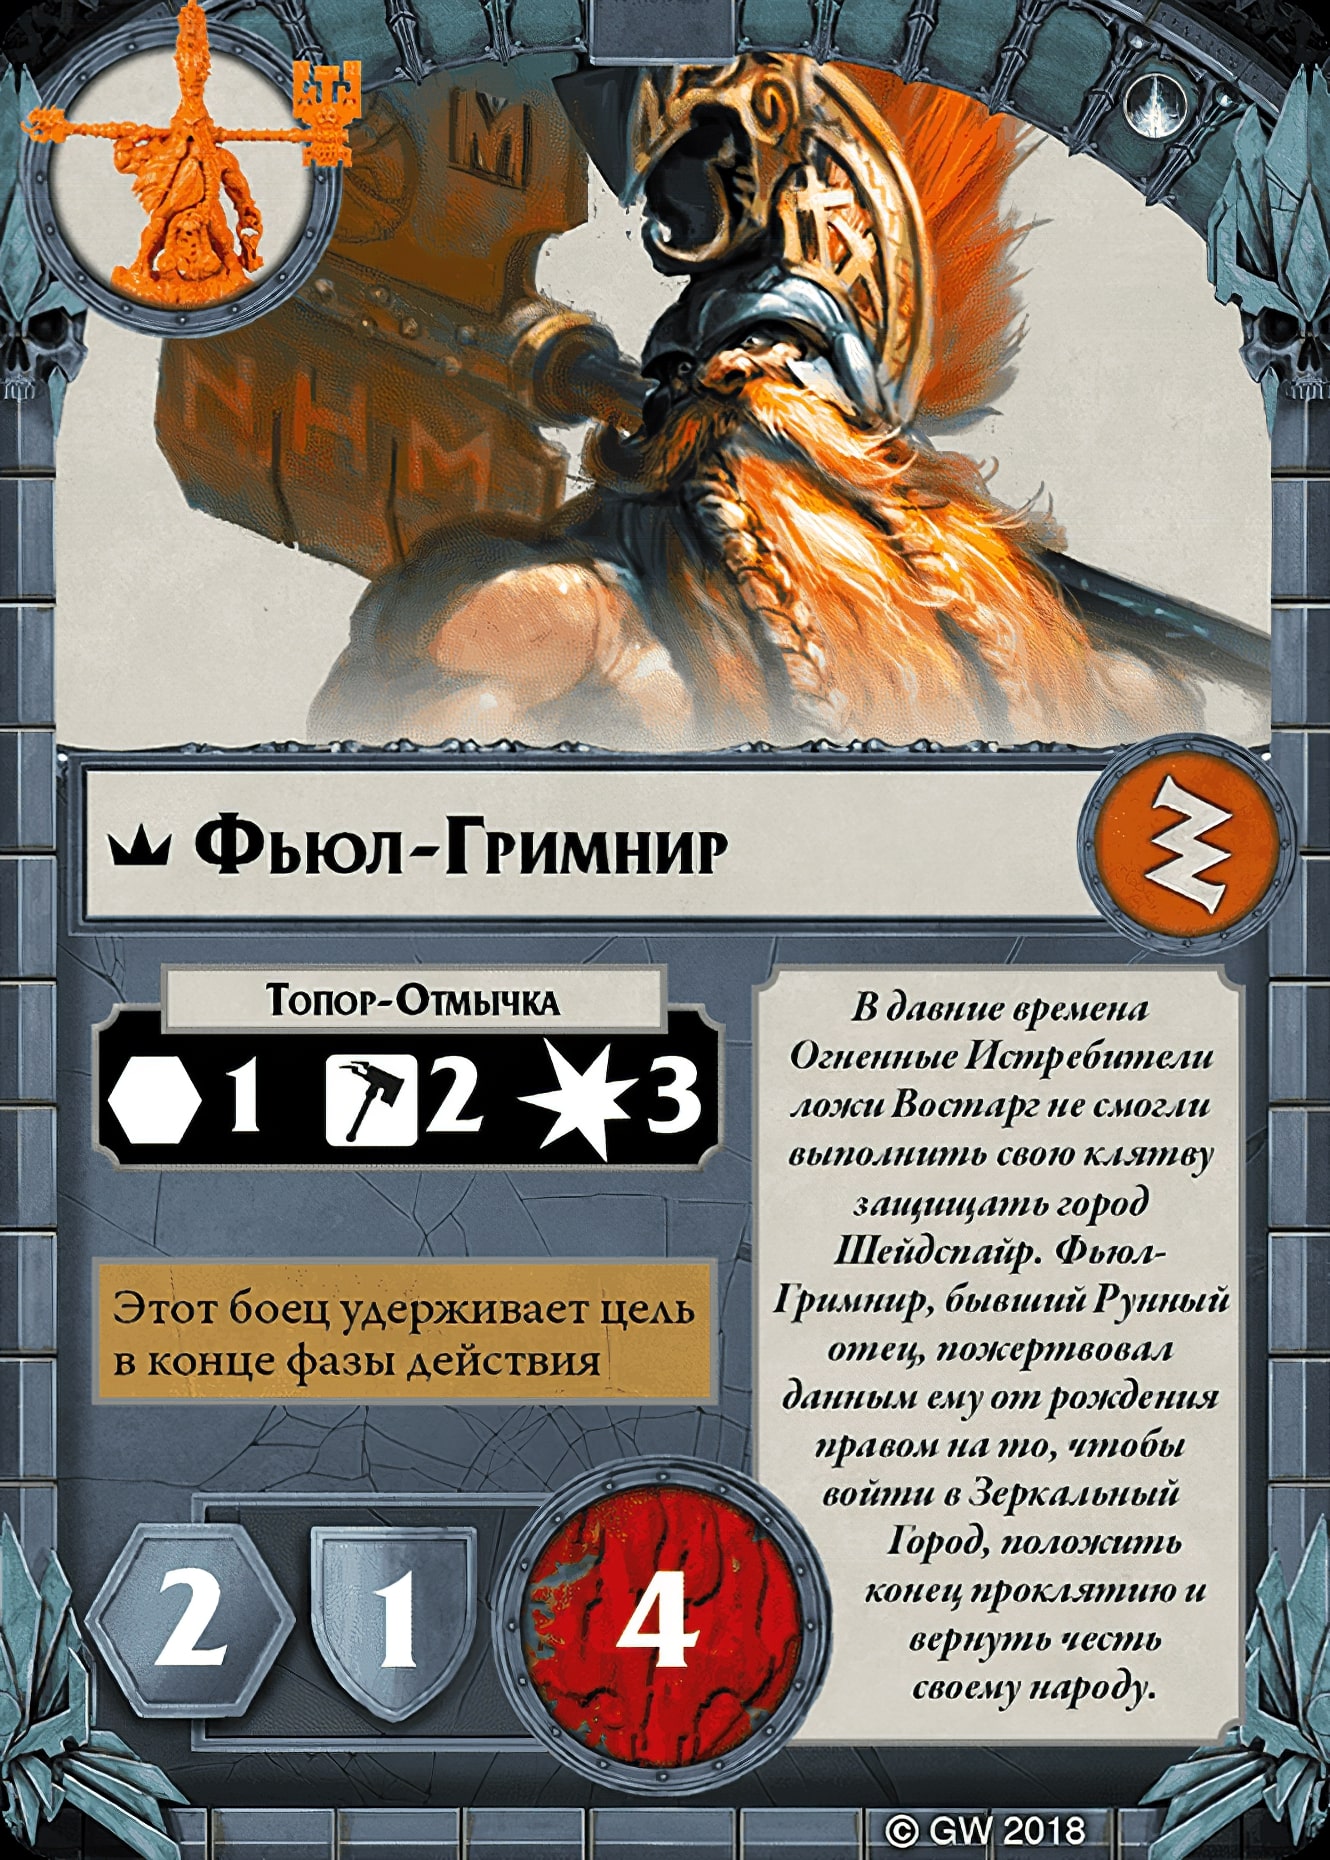 Фьюл-Гримнир
Топор-Отмычка
1 2 3
Этот боец удерживает цель
в конце фазы действия
2 1 4
В давние времена
Огненные Истребители
ложи Востарг не смогли
выполнить свою клятву
защищать город
Шейдспайр. Фьюл-
Гримнир, бывший Рунный
отец, пожертвовал
данным ему от рождения
правом на то, чтобы
войти в Зеркальный
Город, положить
конец проклятию и
вернуть честь
своему народу.
© GW 2018